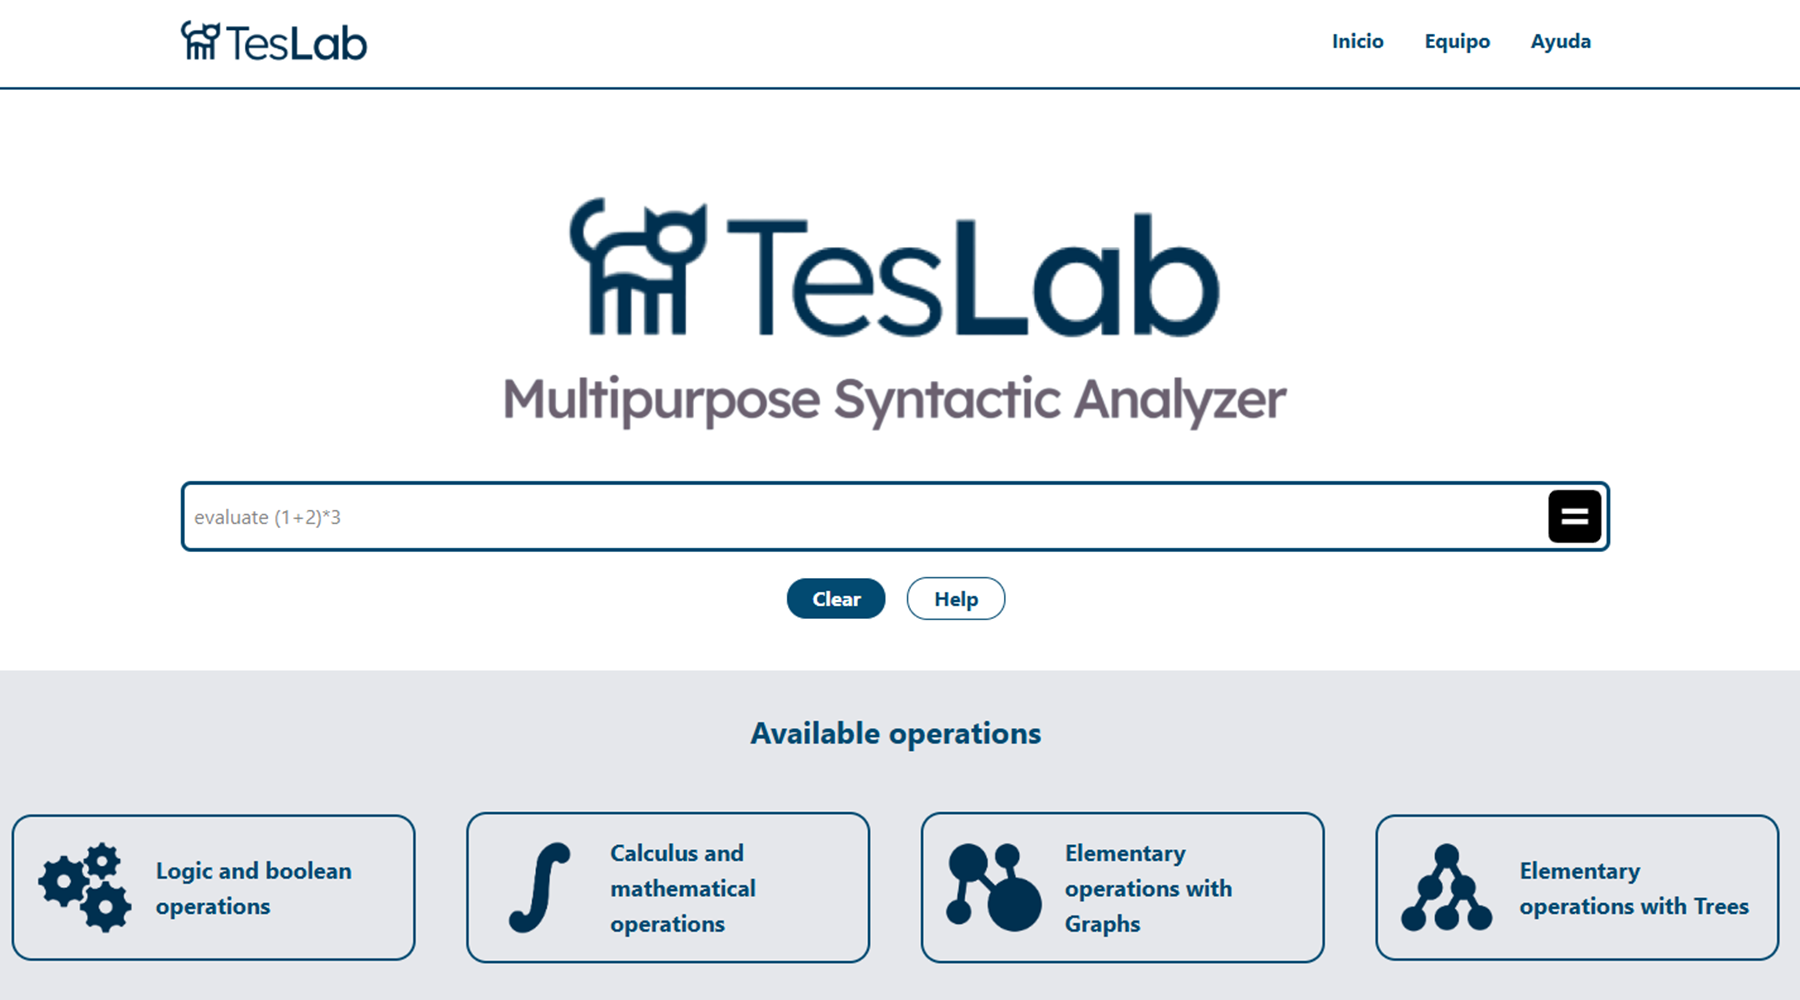 TesLab
Inicio
Equipo
Ayuda
TesLab
Multipurpose Syntactic Analyzer
evaluate (1+2)*3
=
Clear
Help
Available operations
Logic and boolean
operations
Calculus and
mathematical
operations
Elementary
operations with
Graphs
Elementary
operations with Trees